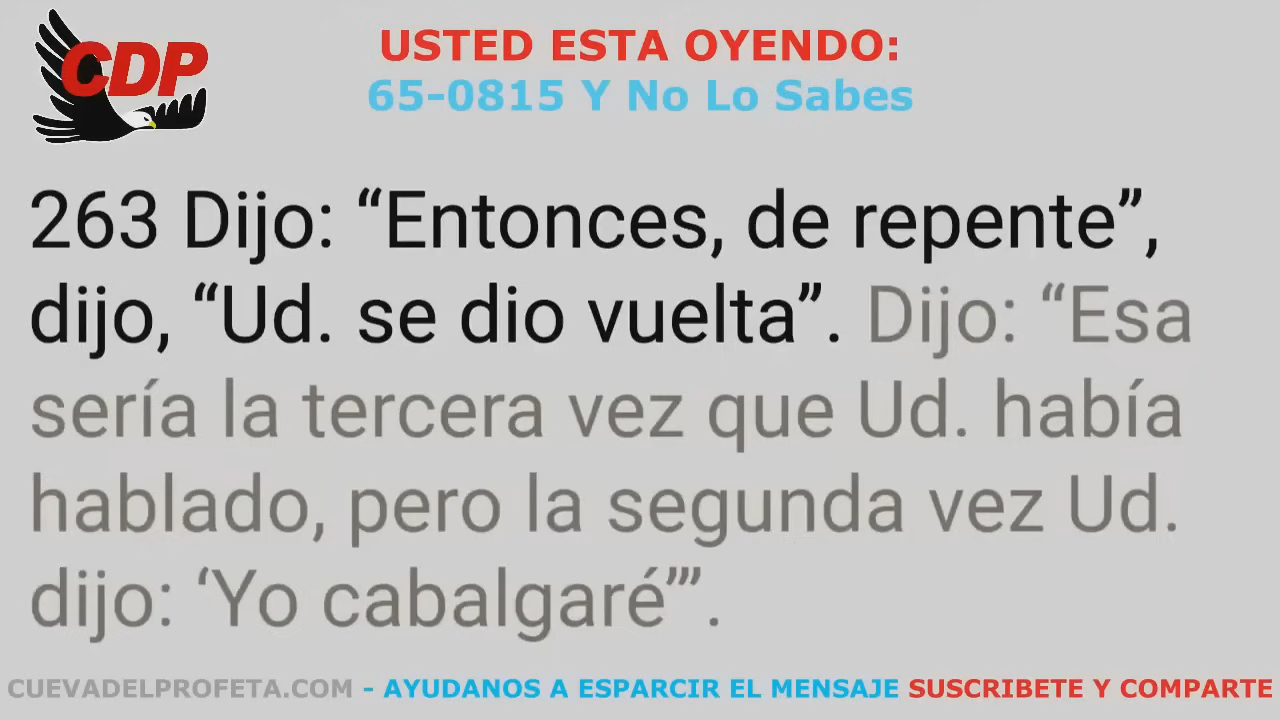 CDP
USTED ESTA OYENDO:
65-0815 Y No Lo Sabes
263 Dijo: “Entonces, de repente”,
dijo, “Ud. se dio vuelta”. Dijo: “Esa
sería la tercera vez que Ud. había
hablado, pero la segunda vez Ud.
dijo: ‘Yo cabalgaré’”.
CUEVADELPROFETA.COM - AYUDANOS A ESPARCIR EL MENSAJE SUSCRIBETE Y COMPARTE